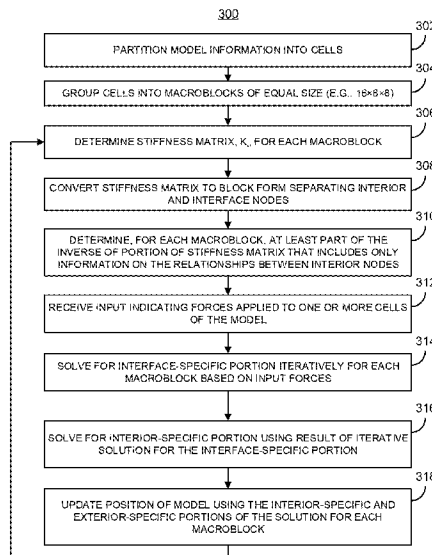 300
302
PARTITION MODEL INFORMATION INTO CELLS
304
GROUP CELLS INTO MACROBLOCKS OF EQUAL SIZE (E.G., 16×8×8)
306
DETERMINE STIFFNESS MATRIX, K, FOR EACH MACROBLOCK
308
CONVERT STIFFNESS MATRIX TO BLOCK FORM SEPARATING INTERIOR
AND INTERFACE NODES
310
DETERMINE, FOR EACH MACROBLOCK, AT LEAST PART OF THE
INVERSE OF PORTION OF STIFFNESS MATRIX THAT INCLUDES ONLY
INFORMATION ON THE RELATIONSHIPS BETWEEN INTERIOR NODES
312
RECEIVE INPUT INDICATING FORCES APPLIED TO ONE OR MORE CELLS
OF THE MODEL
314
SOLVE FOR INTERFACE-SPECIFIC PORTION ITERATIVELY FOR EACH
MACROBLOCK BASED ON INPUT FORCES
316
SOLVE FOR INTERIOR-SPECIFIC PORTION USING RESULT OF ITERATIVE
SOLUTION FOR THE INTERFACE-SPECIFIC PORTION
318
UPDATE POSITION OF MODEL USING THE INTERIOR-SPECIFIC AND
EXTERIOR-SPECIFIC PORTIONS OF THE SOLUTION FOR EACH
MACROBLOCK